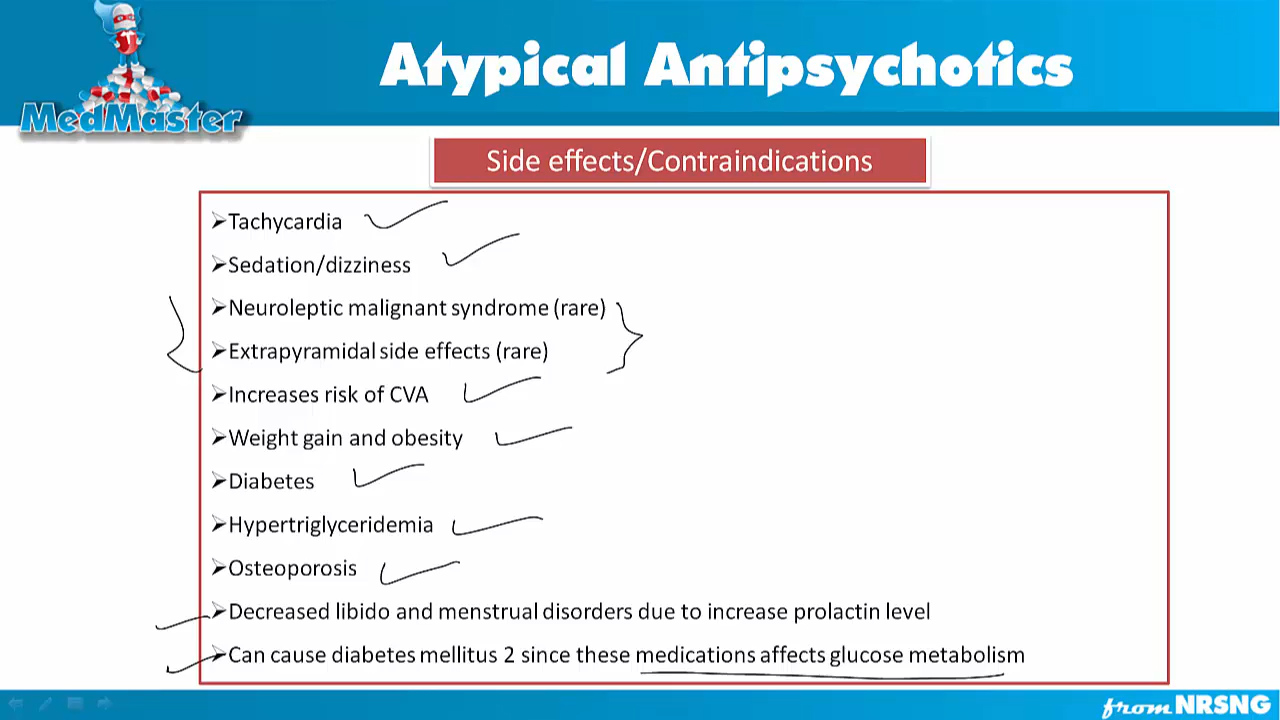 MedMaster
Atypical Antipsychotics
Side effects/Contraindications
➢Tachycardia
➢Sedation/dizziness
➢Neuroleptic malignant syndrome (rare)
➢Extrapyramidal side effects (rare)
➢Increases risk of CVA
➢Weight gain and obesity
➢Diabetes
➢Hypertriglyceridemia
➢Osteoporosis
➢Decreased libido and menstrual disorders due to increase prolactin level
➢Can cause diabetes mellitus 2 since these medications affects glucose metabolism
from NRSNG